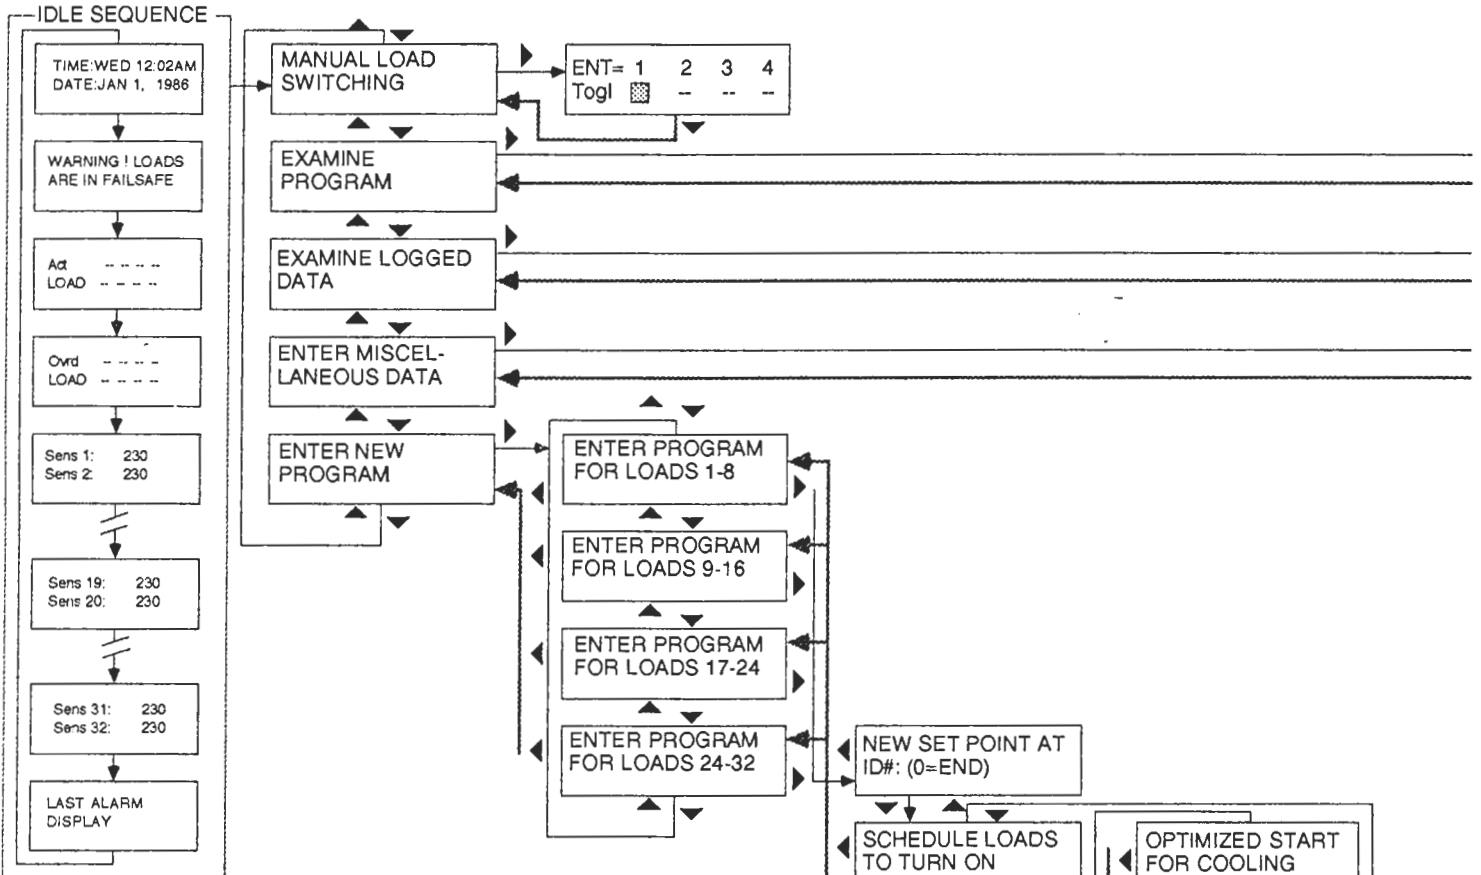 IDLE SEQUENCE
TIME:WED 12:02AM
DATE:JAN 1, 1986
WARNING ! LOADS
ARE IN FAILSAFE
Act -- -- -- --
LOAD -- -- -- --
Ovrd -- -- -- --
LOAD -- -- -- --
Sens 1: 230
Sens 2: 230
Sens 19: 230
Sens 20: 230
Sens 31: 230
Sens 32: 230
LAST ALARM
DISPLAY
MANUAL LOAD
SWITCHING
ENT= 1 2 3 4
Togl -- -- --
EXAMINE
PROGRAM
EXAMINE LOGGED
DATA
ENTER MISCEL-
LANEOUS DATA
ENTER NEW
PROGRAM
ENTER PROGRAM
FOR LOADS 1-8
ENTER PROGRAM
FOR LOADS 9-16
ENTER PROGRAM
FOR LOADS 17-24
ENTER PROGRAM
FOR LOADS 24-32
NEW SET POINT AT
ID#: (0=END)
SCHEDULE LOADS
TO TURN ON
OPTIMIZED START
FOR COOLING